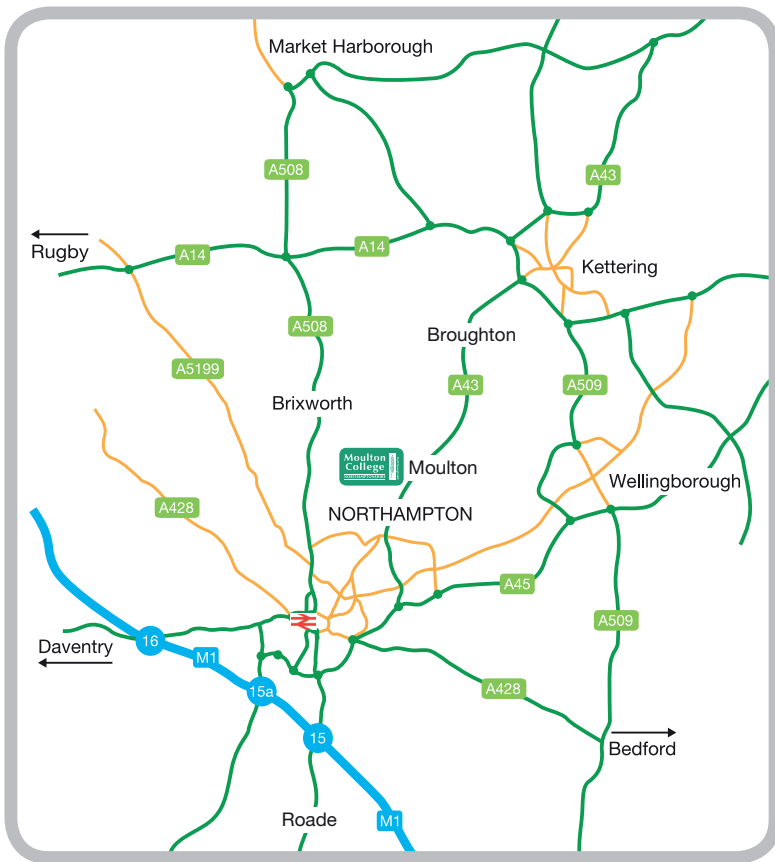 Market Harborough
A508
A43
Rugby
A14
A14
Kettering
A508
Broughton
A5199
A43
A509
Brixworth
Moulton
College
Moulton
Wellingborough
A428
NORTHAMPTON
A45
A509
16
Daventry
M1
15a
A428
15
Bedford
Roade
M1